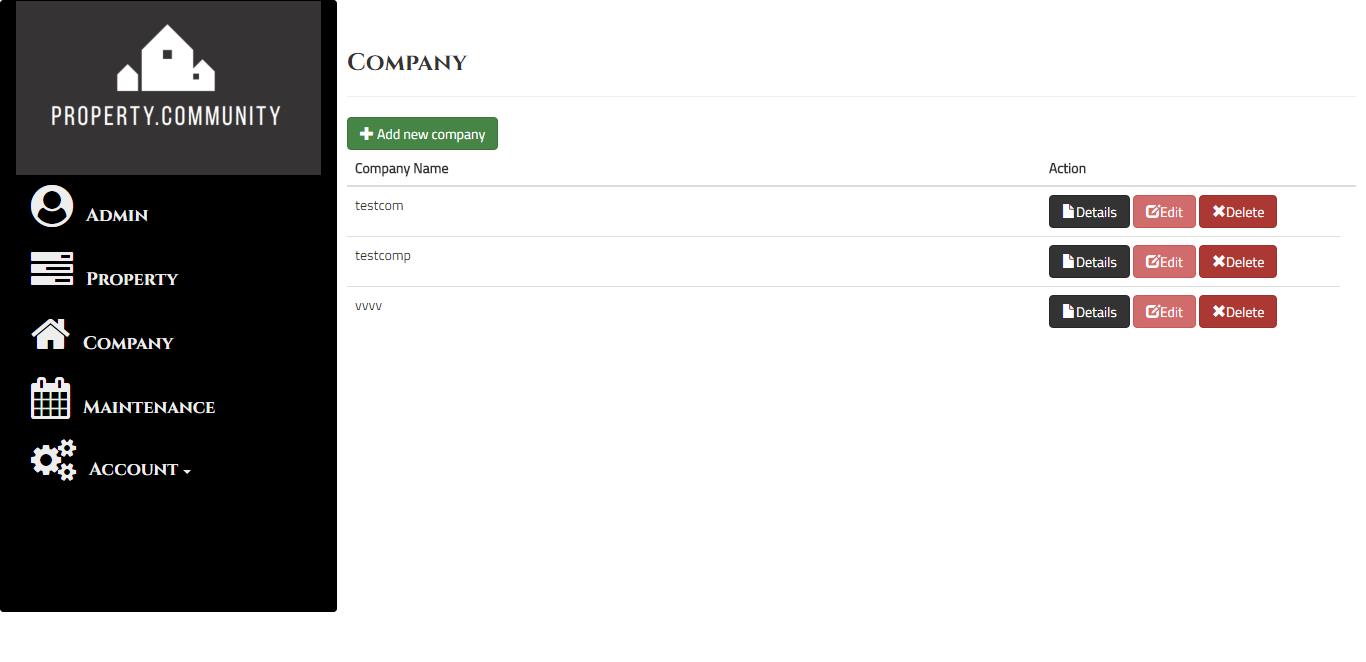 PROPERTY.COMMUNITY
Admin
Property
Company
Maintenance
Account
Company
Add new company
Company Name Action
testcom Details Edit Delete
testcomp Details Edit Delete
vvvv Details Edit Delete